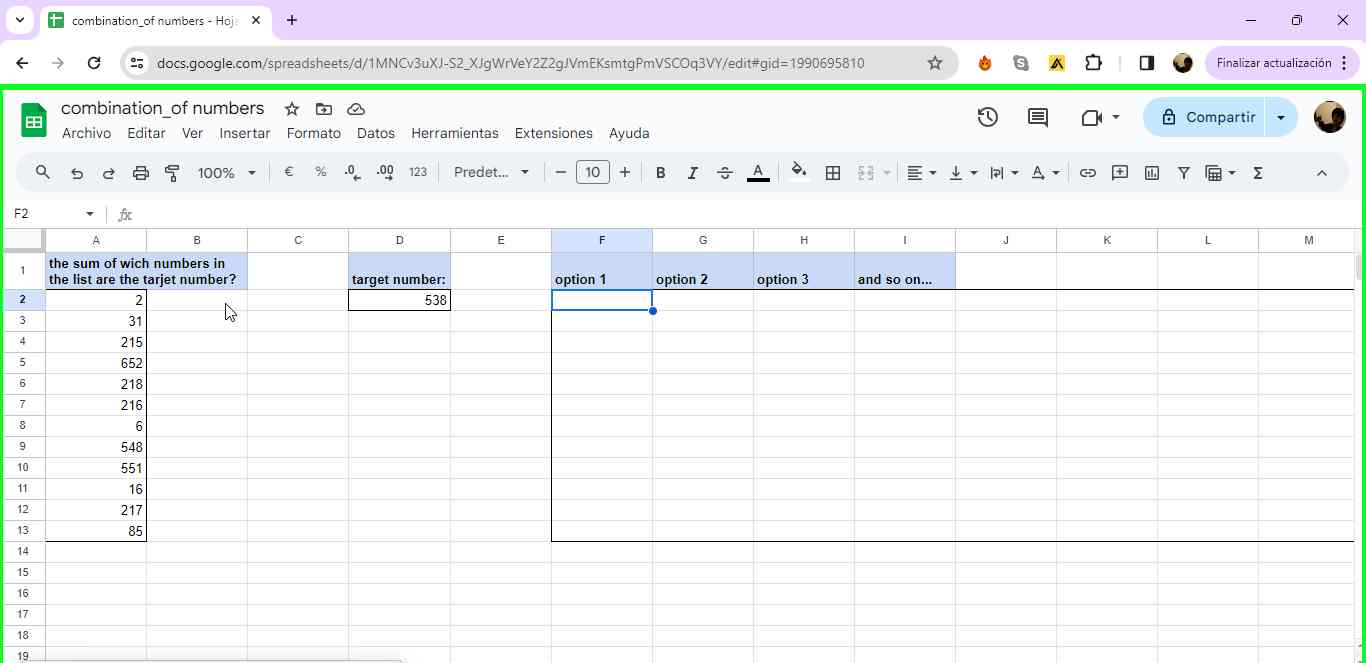 combination_of numbers - Hoj
docs.google.com/spreadsheets/d/1MNCv3uXJ-S2_XJgWrVeY2Z2gJVmEKsmtgPmVSCOq3VY/edit#gid=1990695810
Finalizar actualización
combination_of numbers
Archivo Editar Ver Insertar Formato Datos Herramientas Extensiones Ayuda
Compartir
100% € % .0 .00 123 Predet... − 10 + B I S A Σ
F2 fx
A B C D E F G H I J K L M
1 the sum of wich numbers in
the list are the tarjet number? target number: option 1 option 2 option 3 and so on...
2 2 538
3 31
4 215
5 652
6 218
7 216
8 6
9 548
10 551
11 16
12 217
13 85
14
15
16
17
18
19